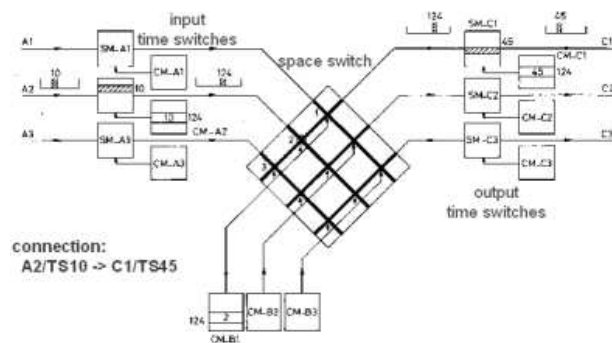 input
time switches
A1
SM-A1
CM-A1
10
A2
10
10
124
CM-A2
124
A3
SM-A3
CM-A3
space switch
1
2
3
124
SM-C1
45
45
C1
CM-C1
45
124
SM-C2
CM-C2
SM-C3
CM-C3
output
time switches
connection:
A2/TS10 -> C1/TS45
124
2
CM-B1
CM-B2
CM-B3